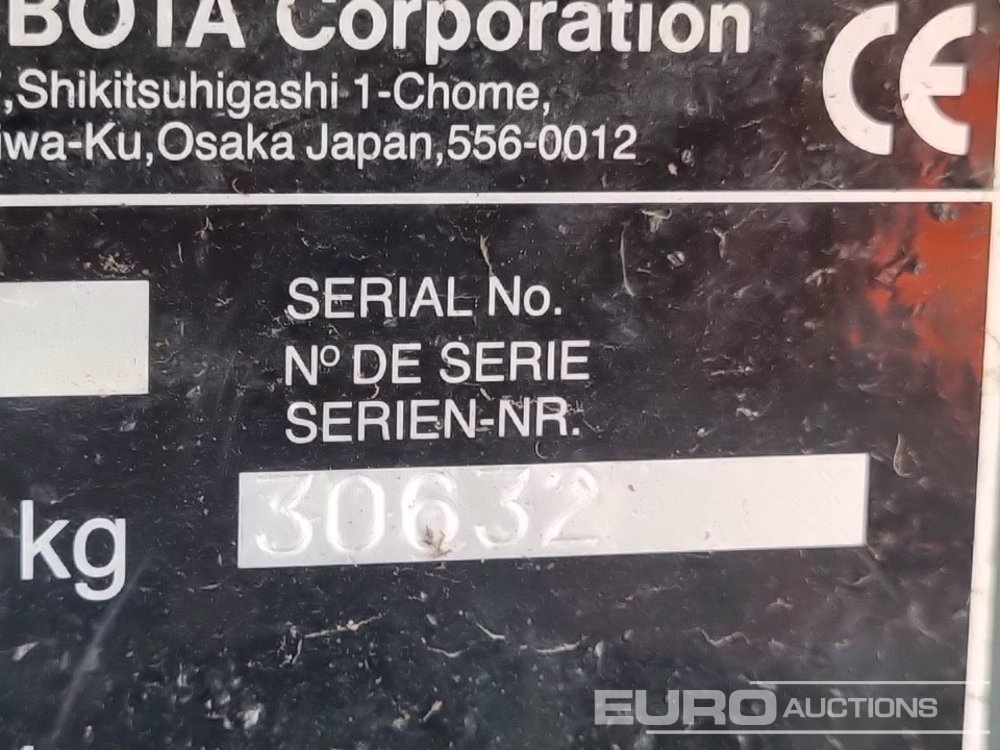 BOTA Corporation
,Shikitsuhigashi 1-Chome,
iwa-Ku,Osaka Japan,556-0012
CE
SERIAL No.
Nº DE SERIE
SERIEN-NR.
kg
30632
EURO AUCTIONS